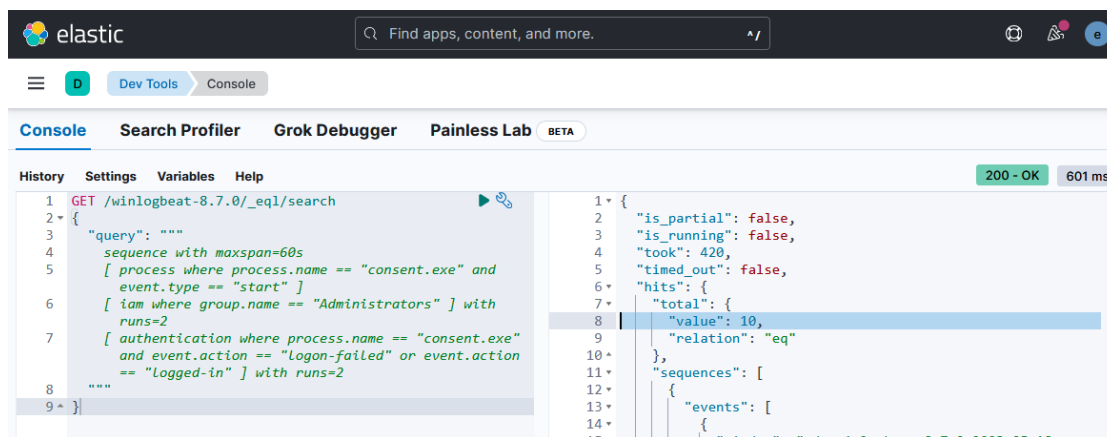 elastic
Find apps, content, and more.
^/
e
D
Dev Tools
Console
Console
Search Profiler
Grok Debugger
Painless Lab
BETA
History
Settings
Variables
Help
200 - OK
601 ms
1 GET /winlogbeat-8.7.0/_eql/search
2 {
3 "query": """
4 sequence with maxspan=60s
5 [ process where process.name == "consent.exe" and
event.type == "start" ]
6 [ iam where group.name == "Administrators" ] with
runs=2
7 [ authentication where process.name == "consent.exe"
and event.action == "logon-failed" or event.action
== "logged-in" ] with runs=2
8 """
9 }
1 {
2 "is_partial": false,
3 "is_running": false,
4 "took": 420,
5 "timed_out": false,
6 "hits": {
7 "total": {
8 "value": 10,
9 "relation": "eq"
10 },
11 "sequences": [
12 {
13 "events": [
14 {